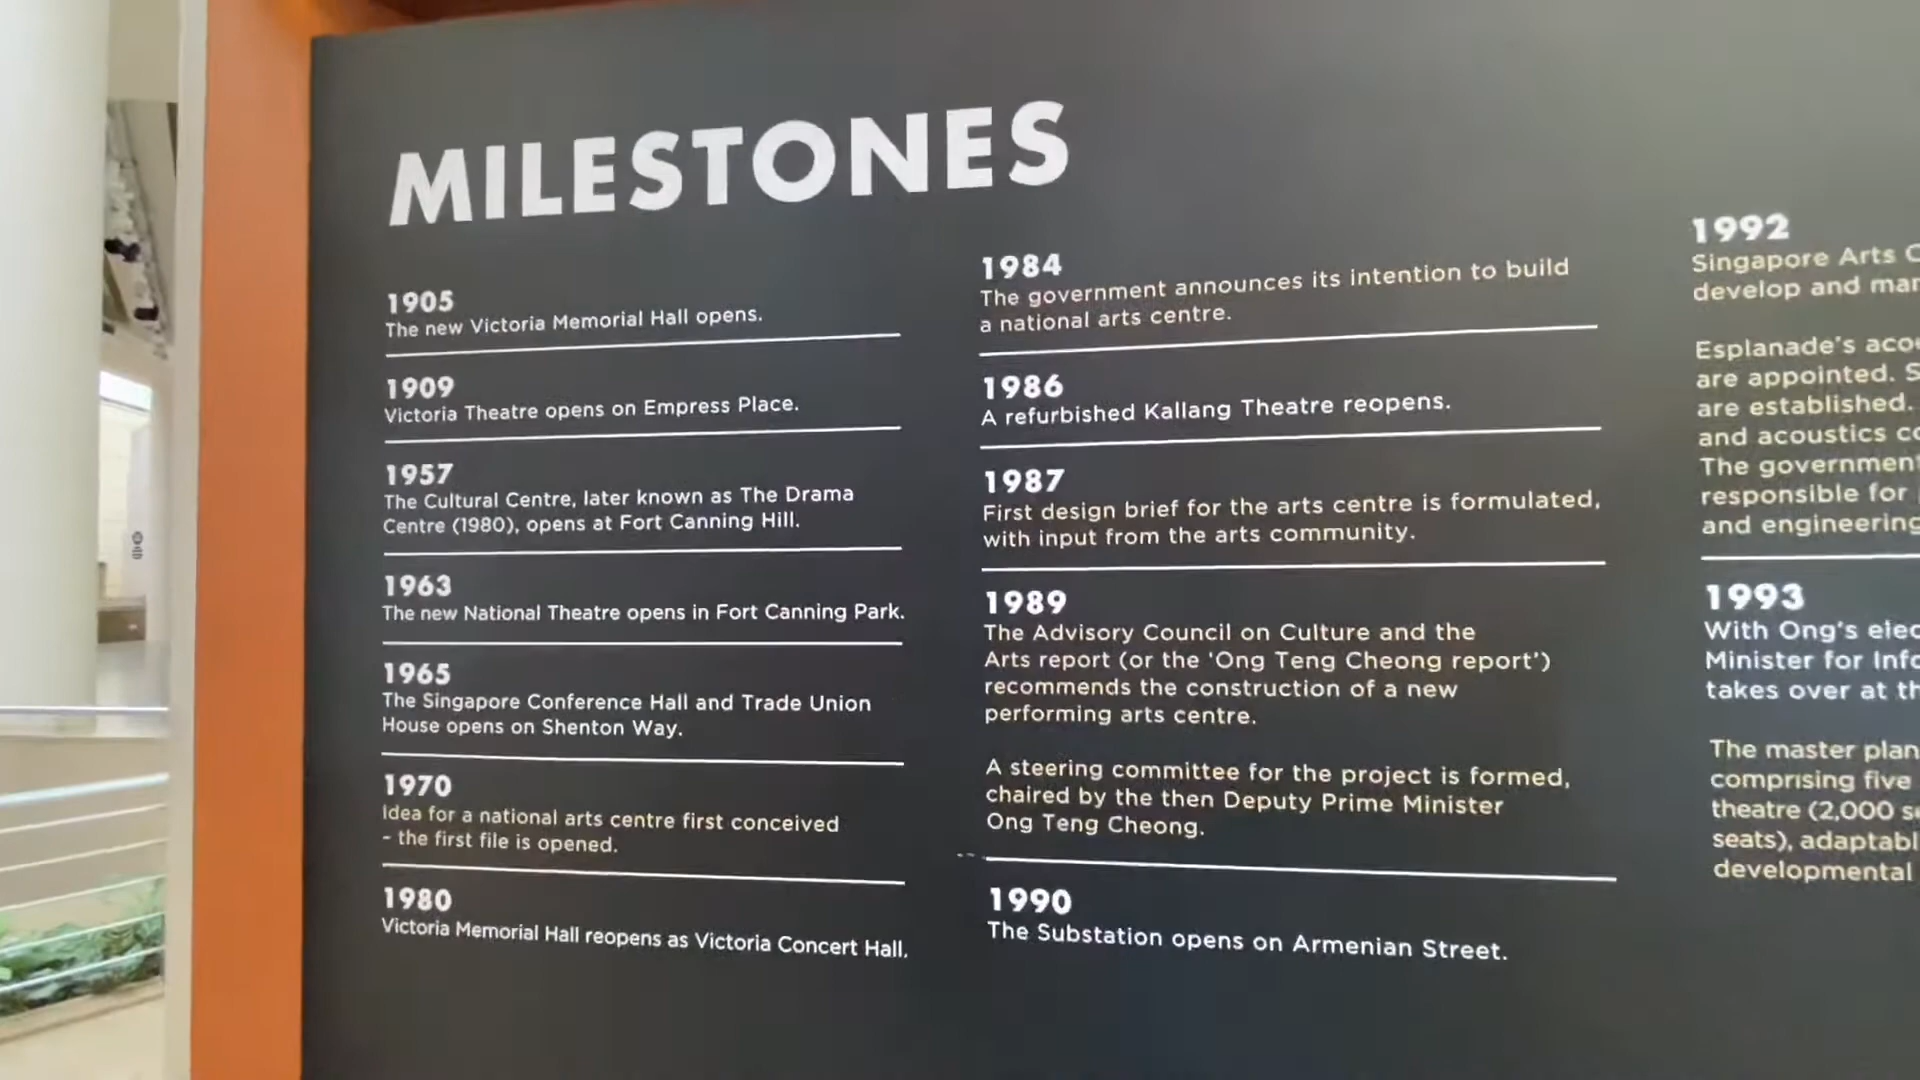 MILESTONES
1905
The new Victoria Memorial Hall opens.
1909
Victoria Theatre opens on Empress Place.
1957
The Cultural Centre, later known as The Drama
Centre (1980), opens at Fort Canning Hill.
1963
The new National Theatre opens in Fort Canning Park.
1965
The Singapore Conference Hall and Trade Union
House opens on Shenton Way.
1970
Idea for a national arts centre first conceived
– the first file is opened.
1980
Victoria Memorial Hall reopens as Victoria Concert Hall.
1984
The government announces its intention to build
a national arts centre.
1986
A refurbished Kallang Theatre reopens.
1987
First design brief for the arts centre is formulated,
with input from the arts community.
1989
The Advisory Council on Culture and the
Arts report (or the 'Ong Teng Cheong report')
recommends the construction of a new
performing arts centre.
A steering committee for the project is formed,
chaired by the then Deputy Prime Minister
Ong Teng Cheong.
1990
The Substation opens on Armenian Street.
1992
Singapore Arts
develop and
Esplanade's
are appointed.
are established.
and acoustics
The government
responsible for
and engineering
1993
With Ong's
Minister for
takes over at
The master plan
comprising five
theatre (2,000
seats),
developmental